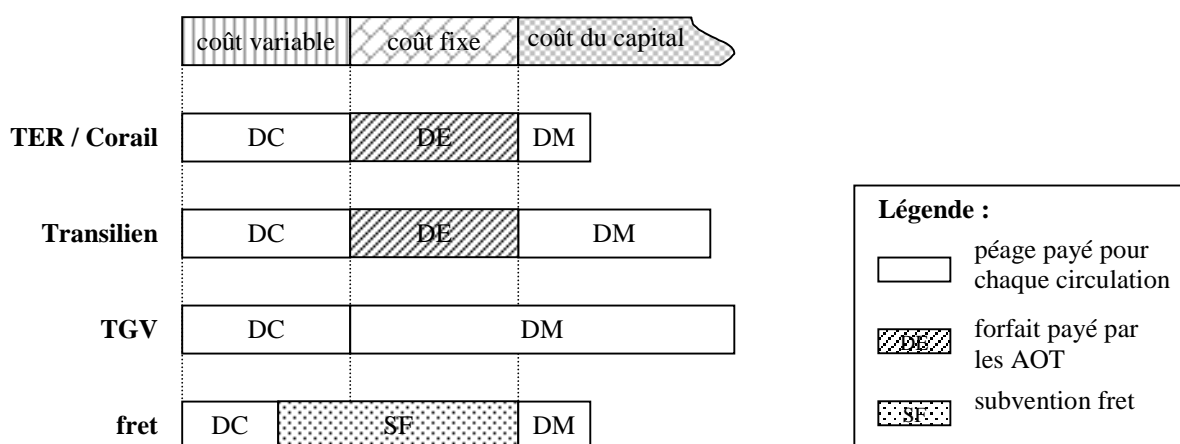 coût variable coût fixe coût du capital
TER / Corail DC DE DM
Transilien DC DE DM
TGV DC DM
fret DC SF DM
Légende :
péage payé pour
chaque circulation
DE forfait payé par
les AOT
SF subvention fret